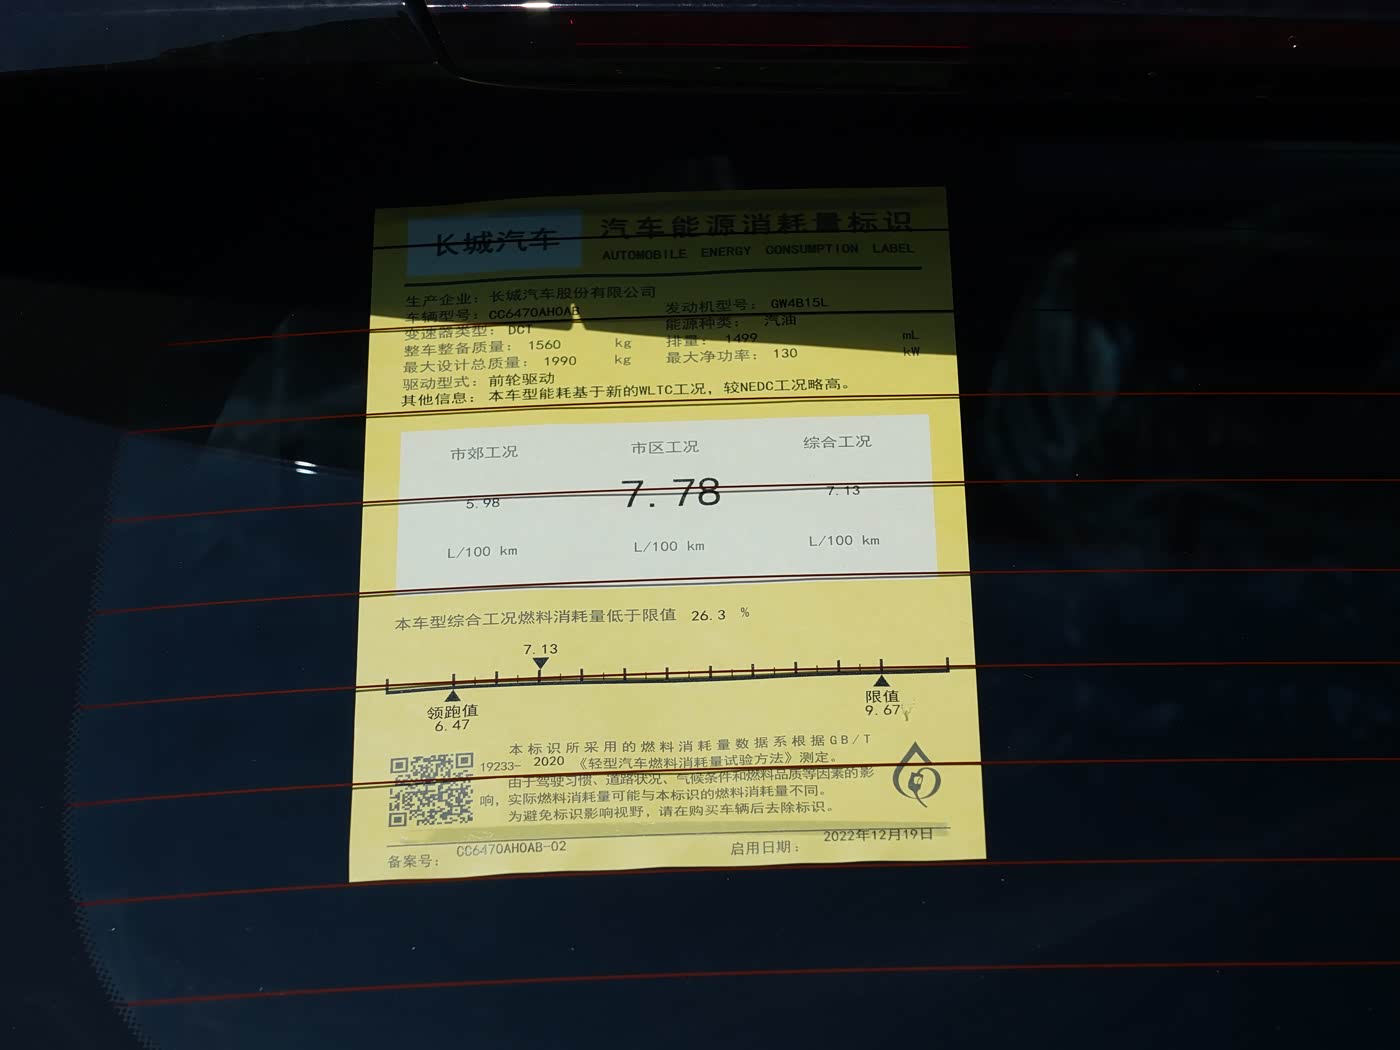 长城汽车
汽车能源消耗量标识
AUTOMOBILE ENERGY CONSUMPTION LABEL
生产企业： 长城汽车股份有限公司
车辆型号： CC6470AH0AB 发动机型号： GW4B15L
变速器类型： DCT 能源种类： 汽油
整车整备质量： 1560 kg 排量： 1499 mL
最大设计总质量： 1990 kg 最大净功率： 130 kW
驱动型式： 前轮驱动
其他信息： 本车型能耗基于新的WLTC工况，较NEDC工况略高。
市郊工况 市区工况 综合工况
5.98 7.78 7.13
L/100 km L/100 km L/100 km
本车型综合工况燃料消耗量低于限值 26.3 %
7.13
领跑值 限值
6.47 9.67
本标识所采用的燃料消耗量数据系根据GB/T
19233- 2020 《轻型汽车燃料消耗量试验方法》测定。
由于驾驶习惯、道路状况、气候条件和燃料品质等因素的影
响，实际燃料消耗量可能与本标识的燃料消耗量不同。
为避免标识影响视野，请在购买车辆后去除标识。
备案号： CC6470AH0AB-02 启用日期： 2022年12月19日